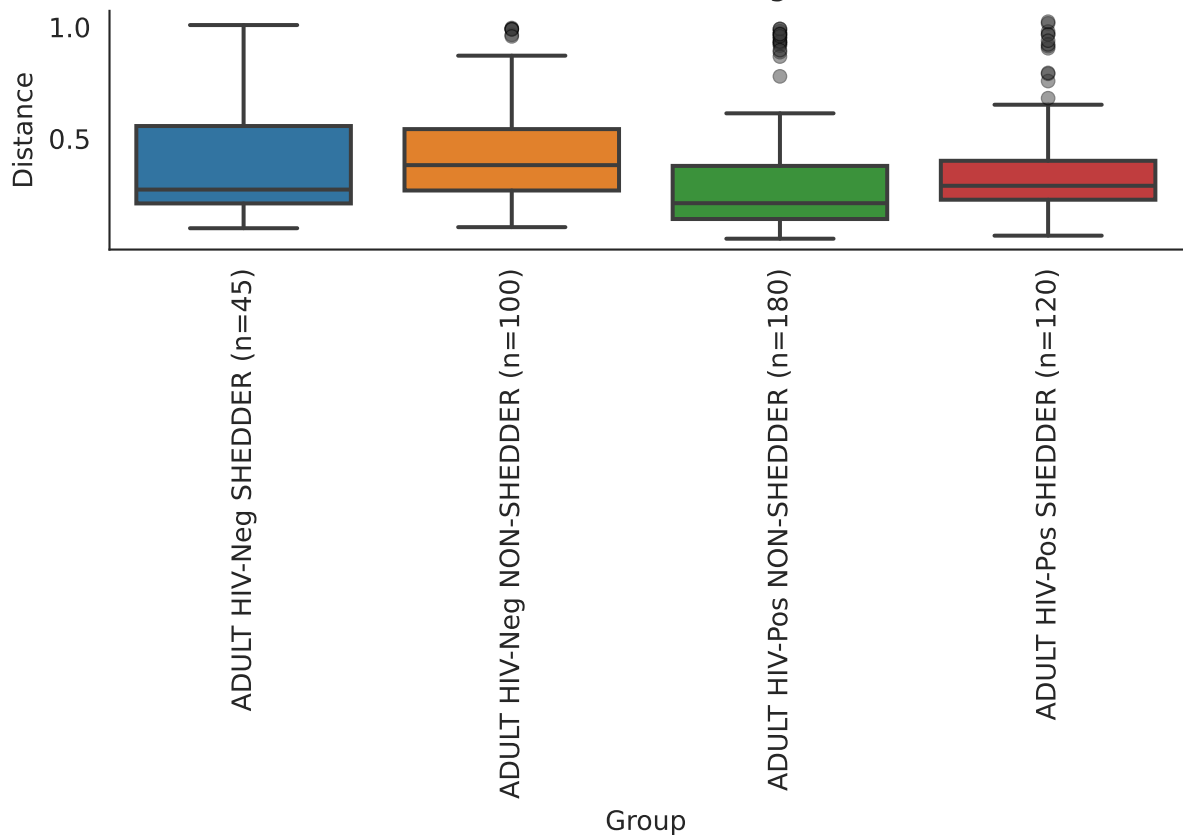 1.0
0.5
Distance
ADULT HIV-Neg SHEDDER (n=45)
ADULT HIV-Neg NON-SHEDDER (n=100)
ADULT HIV-Pos NON-SHEDDER (n=180)
ADULT HIV-Pos SHEDDER (n=120)
Group